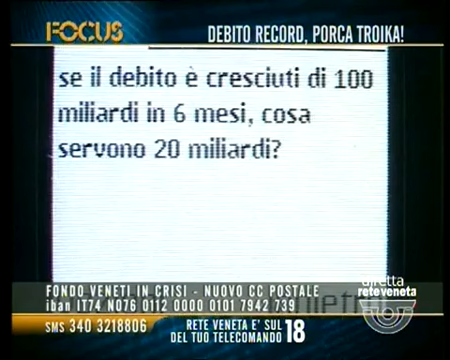 FOCUS
DEBITO RECORD, PORCA TROIKA!
se il debito è cresciuti di 100
miliardi in 6 mesi, cosa
servono 20 miliardi?
FONDO VENETI IN CRISI - NUOVO CC POSTALE
iban IT74 N076 0112 0000 0101 7942 739
diretta
reteveneta
SMS 340 3218806
RETE VENETA E' SUL
DEL TUO TELECOMANDO 18